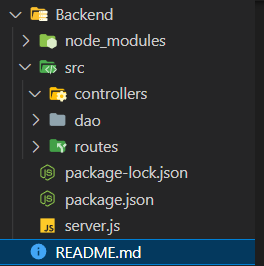 Backend
node_modules
src
controllers
dao
routes
package-lock.json
package.json
server.js
README.md